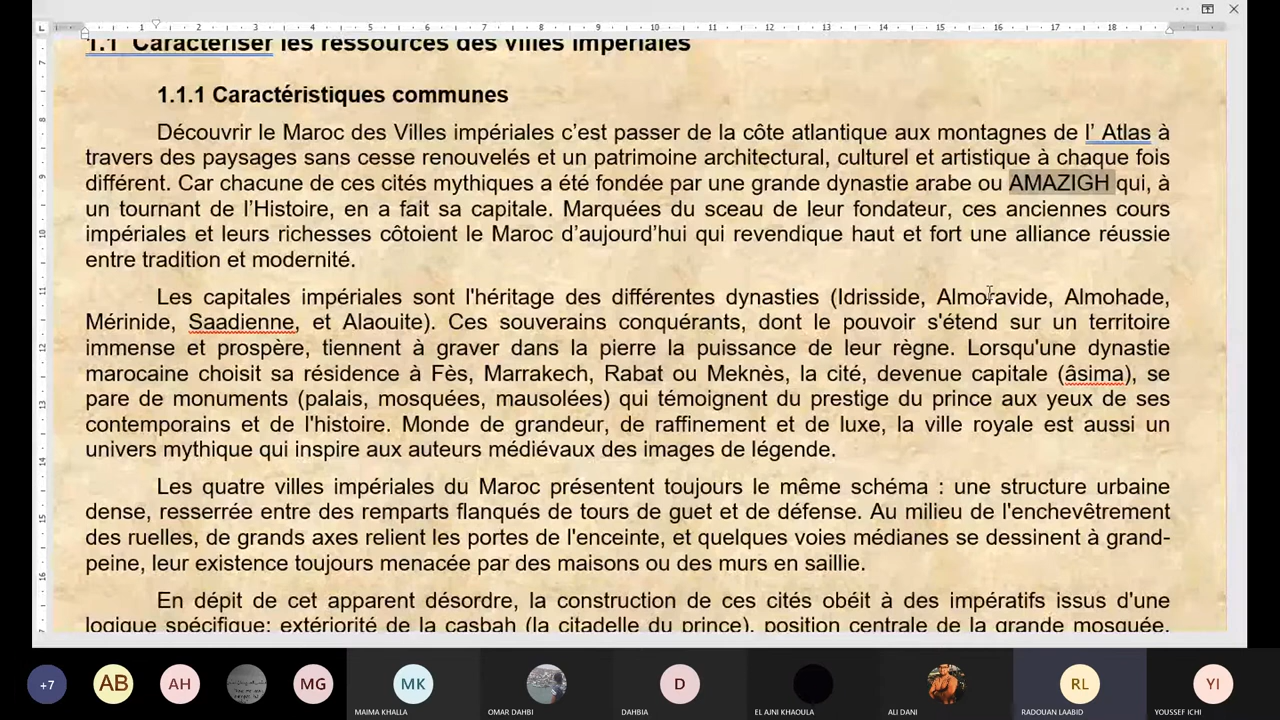 1.1 Caractériser les ressources des villes impériales
1.1.1 Caractéristiques communes
Découvrir le Maroc des Villes impériales c’est passer de la côte atlantique aux montagnes de l’ Atlas à
travers des paysages sans cesse renouvelés et un patrimoine architectural, culturel et artistique à chaque fois
différent. Car chacune de ces cités mythiques a été fondée par une grande dynastie arabe ou AMAZIGH qui, à
un tournant de l’Histoire, en a fait sa capitale. Marquées du sceau de leur fondateur, ces anciennes cours
impériales et leurs richesses côtoient le Maroc d’aujourd’hui qui revendique haut et fort une alliance réussie
entre tradition et modernité.
Les capitales impériales sont l'héritage des différentes dynasties (Idrisside, Almoravide, Almohade,
Mérinide, Saadienne, et Alaouite). Ces souverains conquérants, dont le pouvoir s'étend sur un territoire
immense et prospère, tiennent à graver dans la pierre la puissance de leur règne. Lorsqu'une dynastie
marocaine choisit sa résidence à Fès, Marrakech, Rabat ou Meknès, la cité, devenue capitale (âsima), se
pare de monuments (palais, mosquées, mausolées) qui témoignent du prestige du prince aux yeux de ses
contemporains et de l'histoire. Monde de grandeur, de raffinement et de luxe, la ville royale est aussi un
univers mythique qui inspire aux auteurs médiévaux des images de légende.
Les quatre villes impériales du Maroc présentent toujours le même schéma : une structure urbaine
dense, resserrée entre des remparts flanqués de tours de guet et de défense. Au milieu de l'enchevêtrement
des ruelles, de grands axes relient les portes de l'enceinte, et quelques voies médianes se dessinent à grand-
peine, leur existence toujours menacée par des maisons ou des murs en saillie.
En dépit de cet apparent désordre, la construction de ces cités obéit à des impératifs issus d'une
logique spécifique: extériorité de la casbah (la citadelle du prince), position centrale de la grande mosquée,
+7 AB AH MG MK D RL YI
MAIMA KHALLA OMAR DAHBI DAHBIA EL AJNI KHAOULA ALI DANI RADOUAN LAABID YOUSSEF ICHI